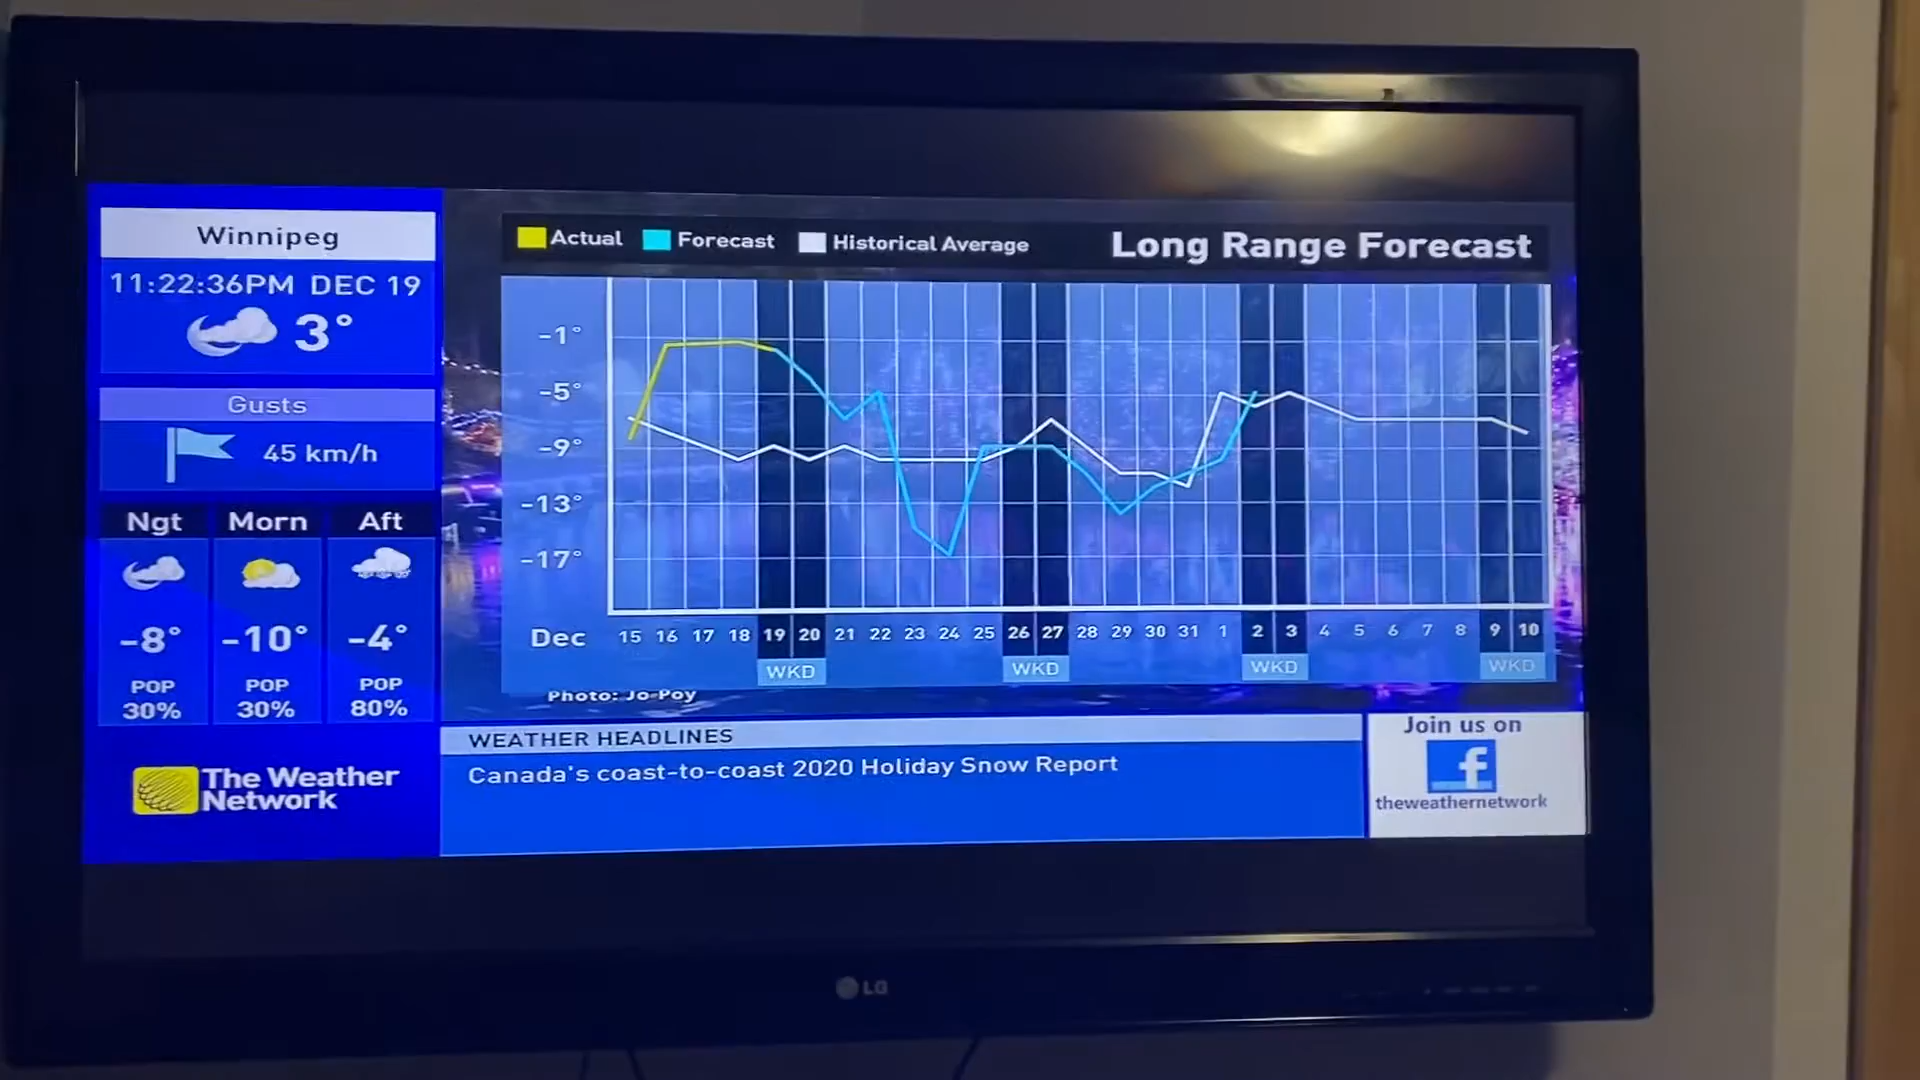 Winnipeg
11:22:36PM DEC 19
3°
Gusts
45 km/h
Ngt Morn Aft
-8° -10° -4°
POP POP POP
30% 30% 80%
The Weather
Network
Actual Forecast Historical Average
Long Range Forecast
-1°
-5°
-9°
-13°
-17°
Dec 15 16 17 18 19 20 21 22 23 24 25 26 27 28 29 30 31 1 2 3 4 5 6 7 8 9 10
WKD WKD WKD WKD
Photo: Jo-Poy
WEATHER HEADLINES
Canada's coast-to-coast 2020 Holiday Snow Report
Join us on
f
theweathernetwork
LG